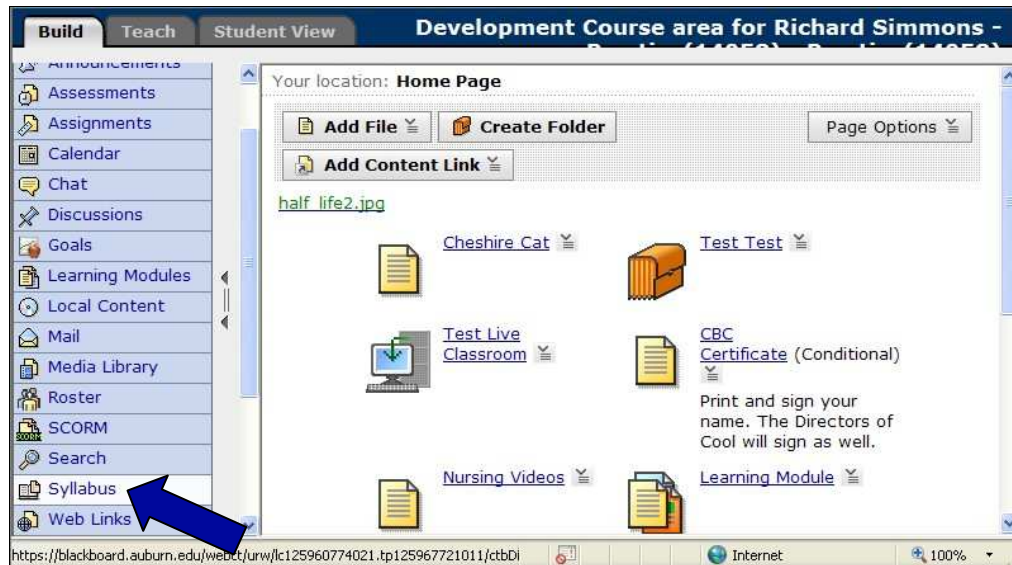 Build Teach Student View Development Course area for Richard Simmons -
Announcements
Assessments
Assignments
Calendar
Chat
Discussions
Goals
Learning Modules
Local Content
Mail
Media Library
Roster
SCORM
Search
Syllabus
Web Links
Your location: Home Page
Add File Create Folder Page Options
Add Content Link
half_life2.jpg
Cheshire Cat
Test Test
Test Live
Classroom
CBC
Certificate (Conditional)
Print and sign your
name. The Directors of
Cool will sign as well.
Nursing Videos
Learning Module
https://blackboard.auburn.edu/webct/urw/lc125960774021.tp125967721011/ctbDi Internet 100%